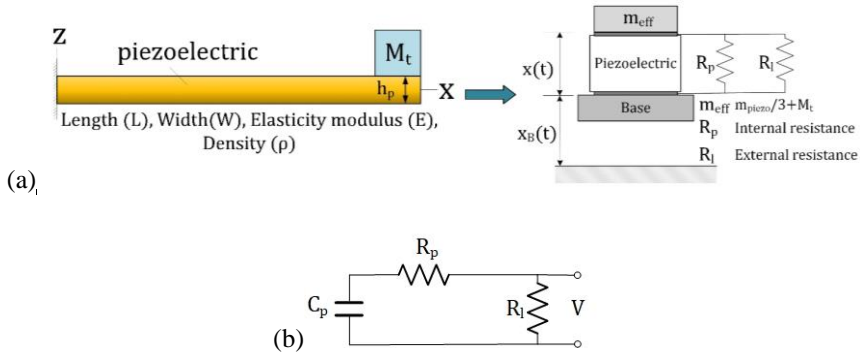 Z
piezoelectric
M_t
h_p
X
Length (L), Width(W), Elasticity modulus (E),
Density (ρ)
(a)
m_eff
x(t)
Piezoelectric
R_p
R_l
Base
x_B(t)
m_eff m_piezo/3+M_t
R_p Internal resistance
R_l External resistance
R_p
C_p
R_l
V
(b)